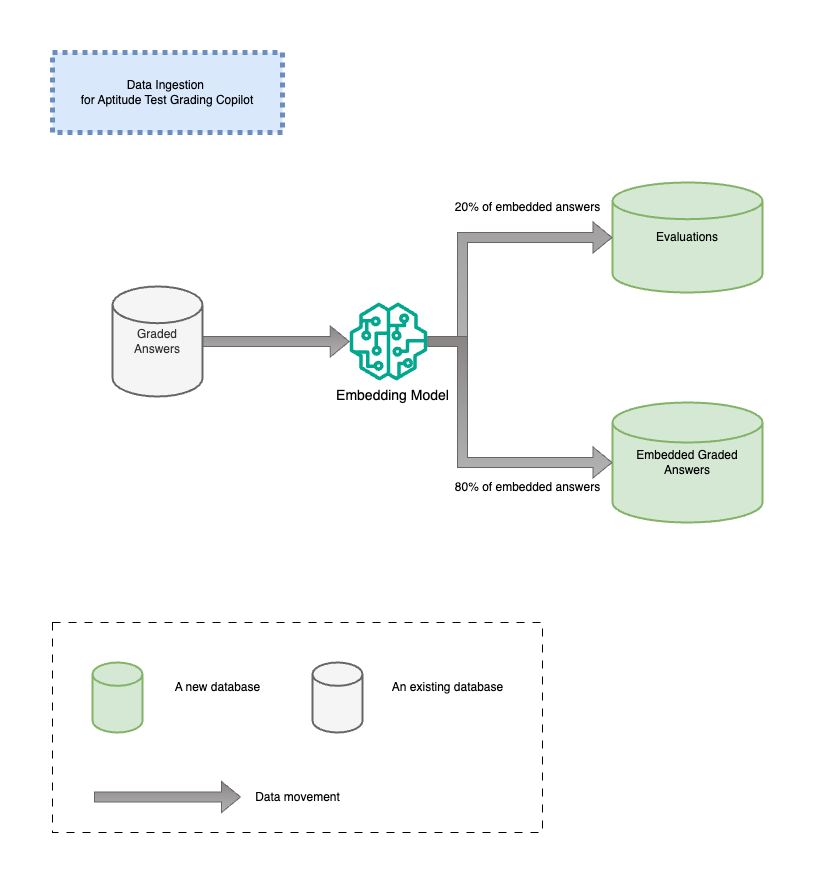 Data Ingestion
for Aptitude Test Grading Copilot
20% of embedded answers
Evaluations
Graded
Answers
Embedding Model
Embedded Graded
Answers
80% of embedded answers
A new database
An existing database
Data movement